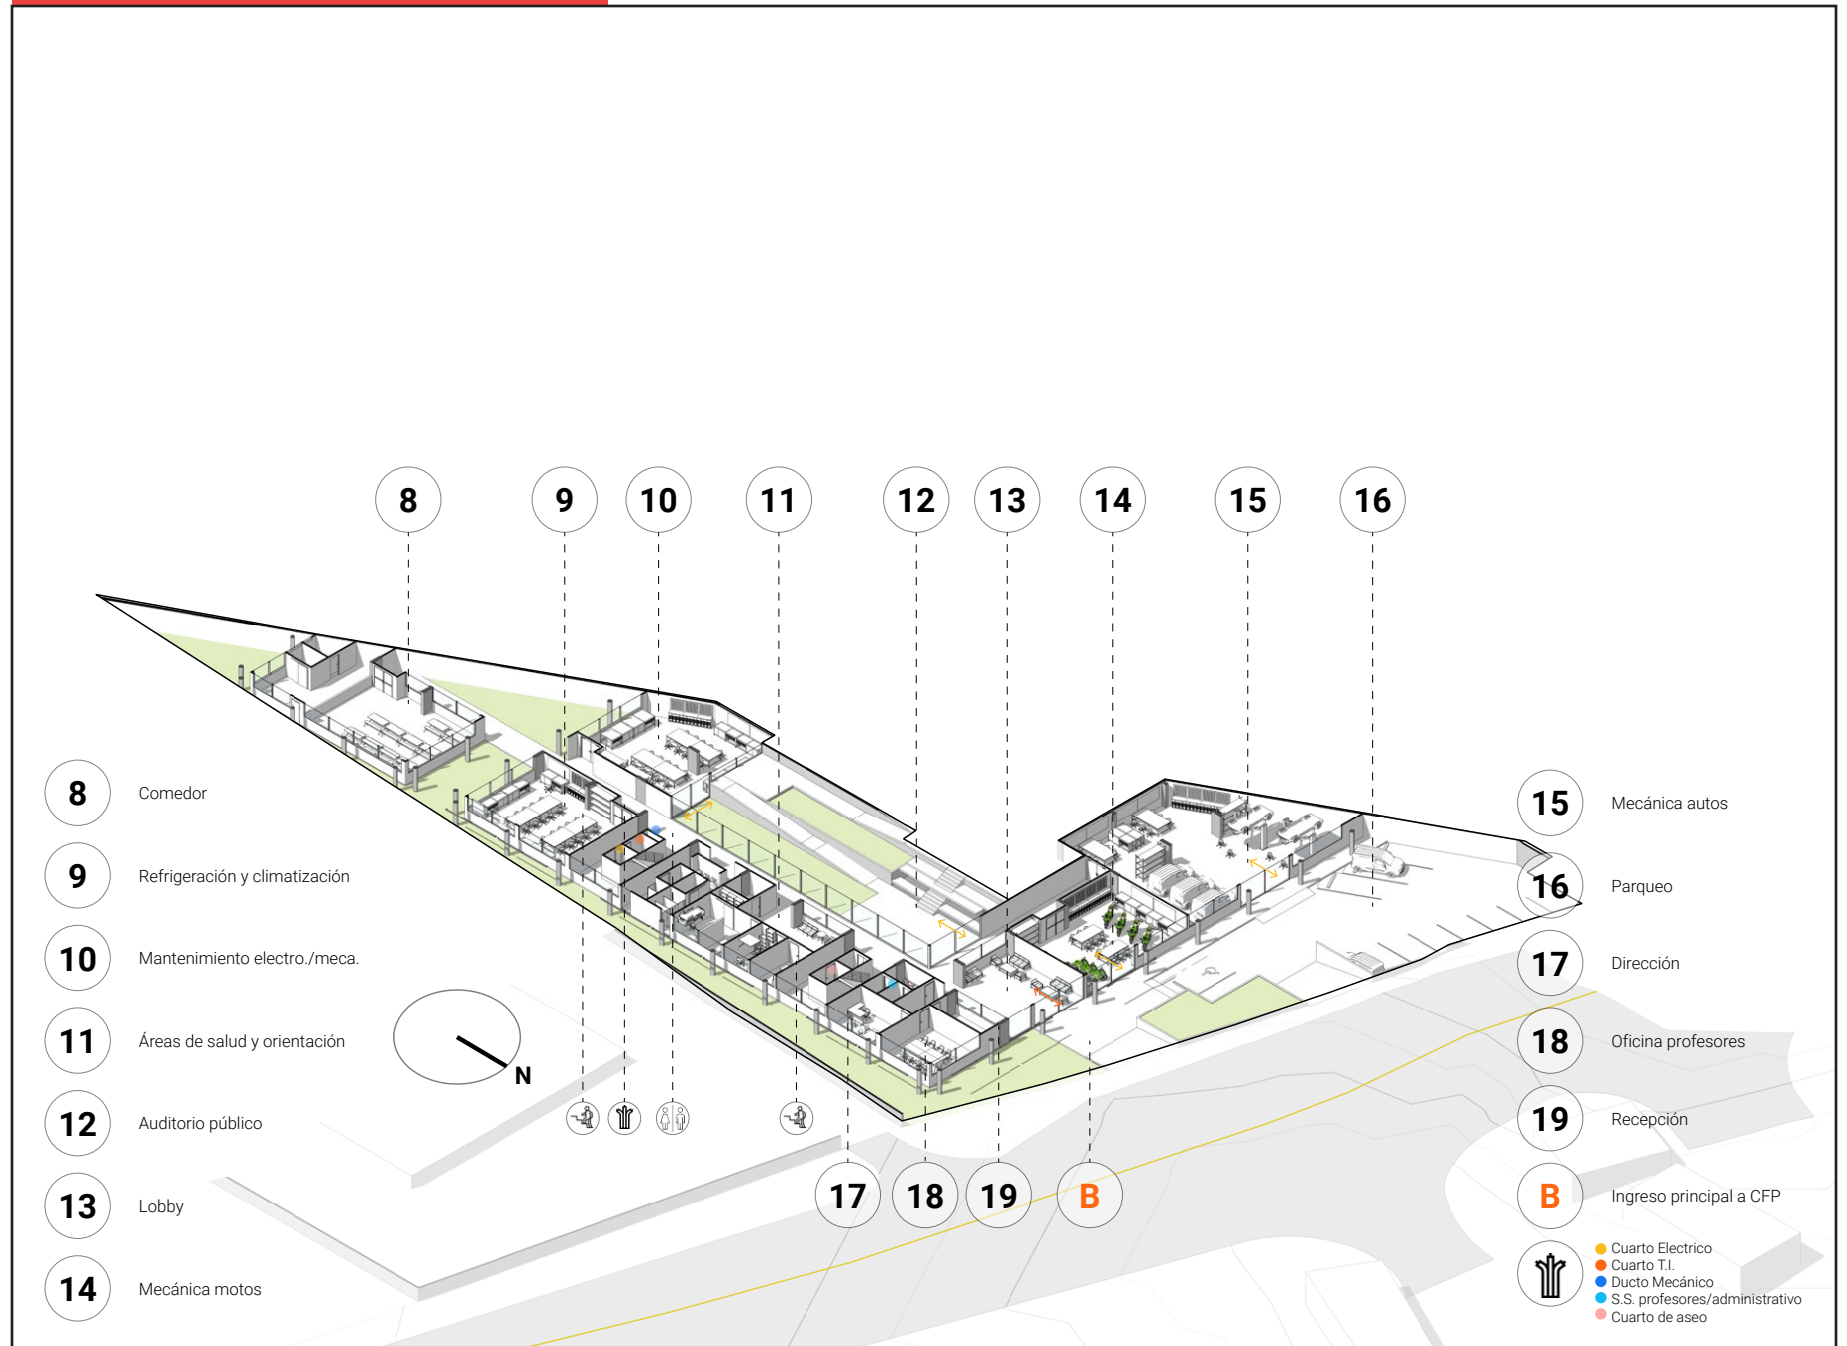 8
9
10
11
12
13
14
15
16
8
Comedor
9
Refrigeración y climatización
10
Mantenimiento electro./meca.
11
Áreas de salud y orientación
12
Auditorio público
13
Lobby
14
Mecánica motos
N
17
18
19
B
15
Mecánica autos
16
Parqueo
17
Dirección
18
Oficina profesores
19
Recepción
B
Ingreso principal a CFP
Cuarto Electrico
Cuarto T.I.
Ducto Mecánico
S.S. profesores/administrativo
Cuarto de aseo